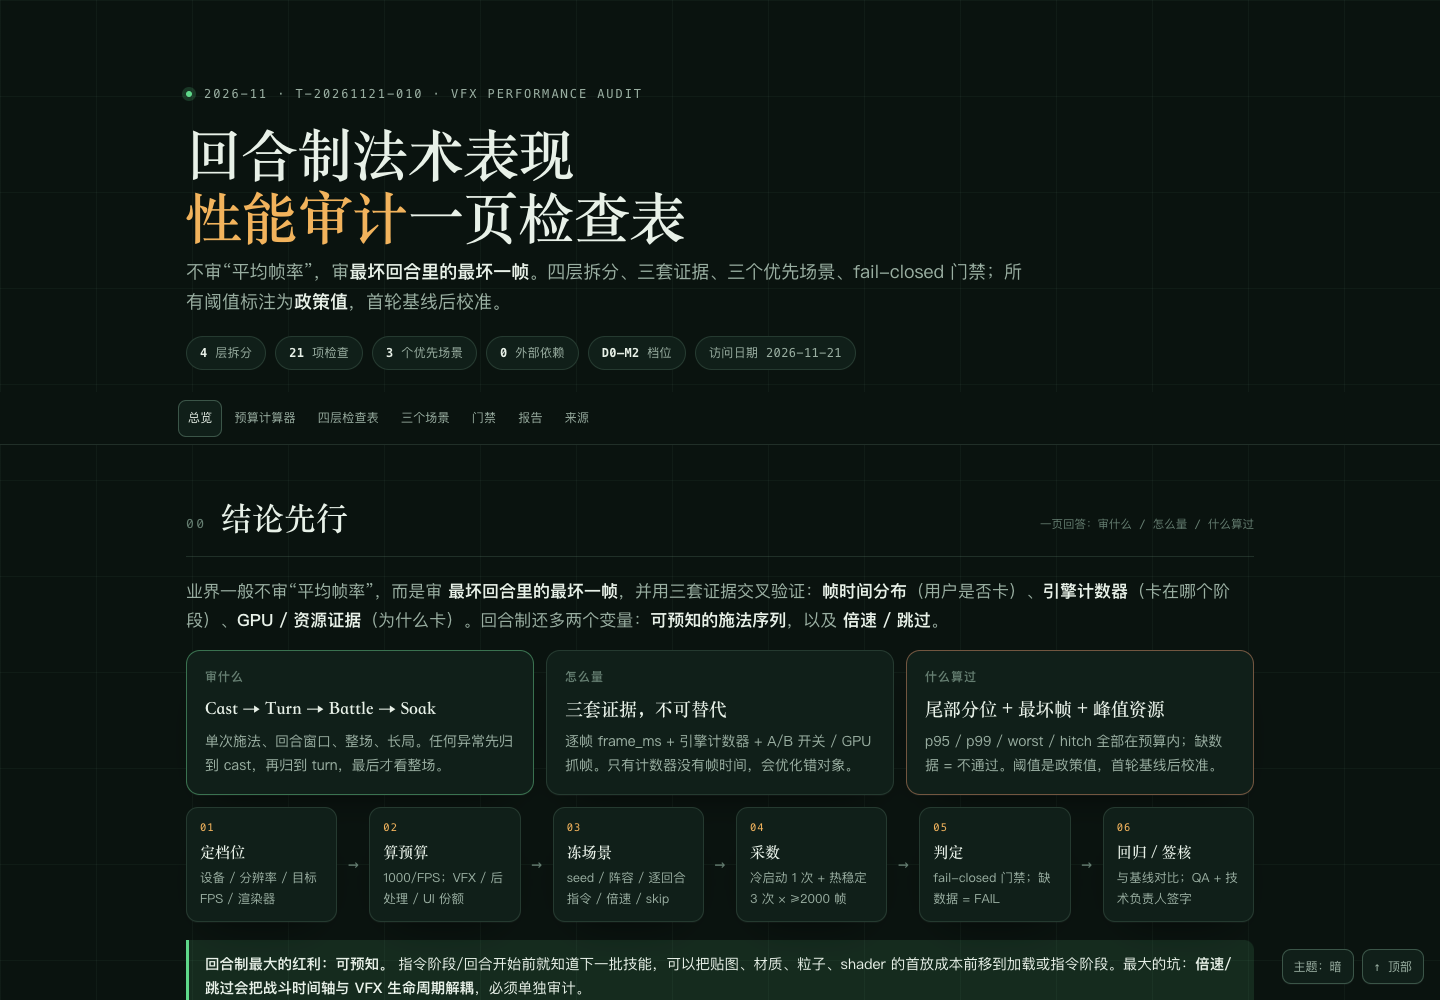 2026-11 · T-20261121-010 · VFX PERFORMANCE AUDIT
回合制法术表现
性能审计一页检查表
不审“平均帧率”，审最坏回合里的最坏一帧。四层拆分、三套证据、三个优先场景、fail-closed 门禁；所
有阈值标注为政策值，首轮基线后校准。
4 层拆分 21 项检查 3 个优先场景 0 外部依赖 D0—M2 档位 访问日期 2026-11-21
总览 预算计算器 四层检查表 三个场景 门禁 报告 来源
00 结论先行 一页回答：审什么 / 怎么量 / 什么算过
业界一般不审“平均帧率”，而是审 最坏回合里的最坏一帧，并用三套证据交叉验证：帧时间分布（用户是否卡）、引擎计数器（卡在哪个阶
段）、GPU / 资源证据（为什么卡）。回合制还多两个变量：可预知的施法序列，以及 倍速 / 跳过。
审什么
Cast → Turn → Battle → Soak
单次施法、回合窗口、整场、长局。任何异常先归
到 cast，再归到 turn，最后才看整场。
怎么量
三套证据，不可替代
逐帧 frame_ms + 引擎计数器 + A/B 开关 / GPU
抓帧。只有计数器没有帧时间，会优化错对象。
什么算过
尾部分位 + 最坏帧 + 峰值资源
p95 / p99 / worst / hitch 全部在预算内；缺数
据 = 不通过。阈值是政策值，首轮基线后校准。
01
定档位
设备 / 分辨率 / 目标
FPS / 渲染器
→
02
算预算
1000/FPS；VFX / 后
处理 / UI 份额
→
03
冻场景
seed / 阵容 / 逐回合
指令 / 倍速 / skip
→
04
采数
冷启动 1 次 + 热稳定
3 次 × ≥2000 帧
→
05
判定
fail-closed 门禁；缺
数据 = FAIL
→
06
回归 / 签核
与基线对比；QA + 技
术负责人签字
回合制最大的红利：可预知。 指令阶段/回合开始前就知道下一批技能，可以把贴图、材质、粒子、shader 的首放成本前移到加载或指令阶段。最大的坑：倍速/
跳过会把战斗时间轴与 VFX 生命周期解耦，必须单独审计。
主题：暗 ↑ 顶部